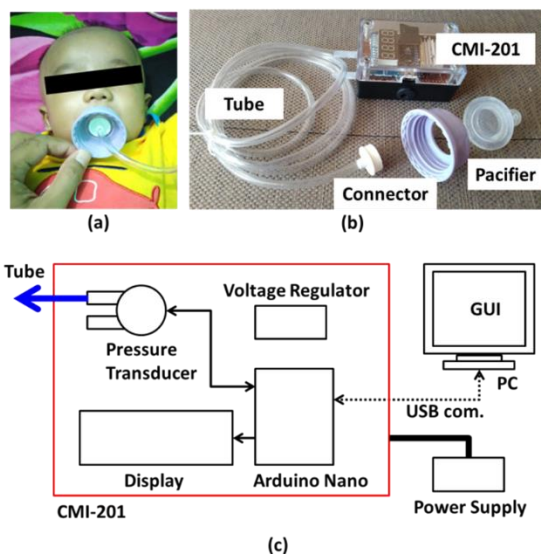 CMI-201
Tube
Connector
Pacifier
(a)
(b)
Tube
Voltage Regulator
GUI
Pressure
Transducer
PC
USB com.
Display
Arduino Nano
CMI-201
Power Supply
(c)